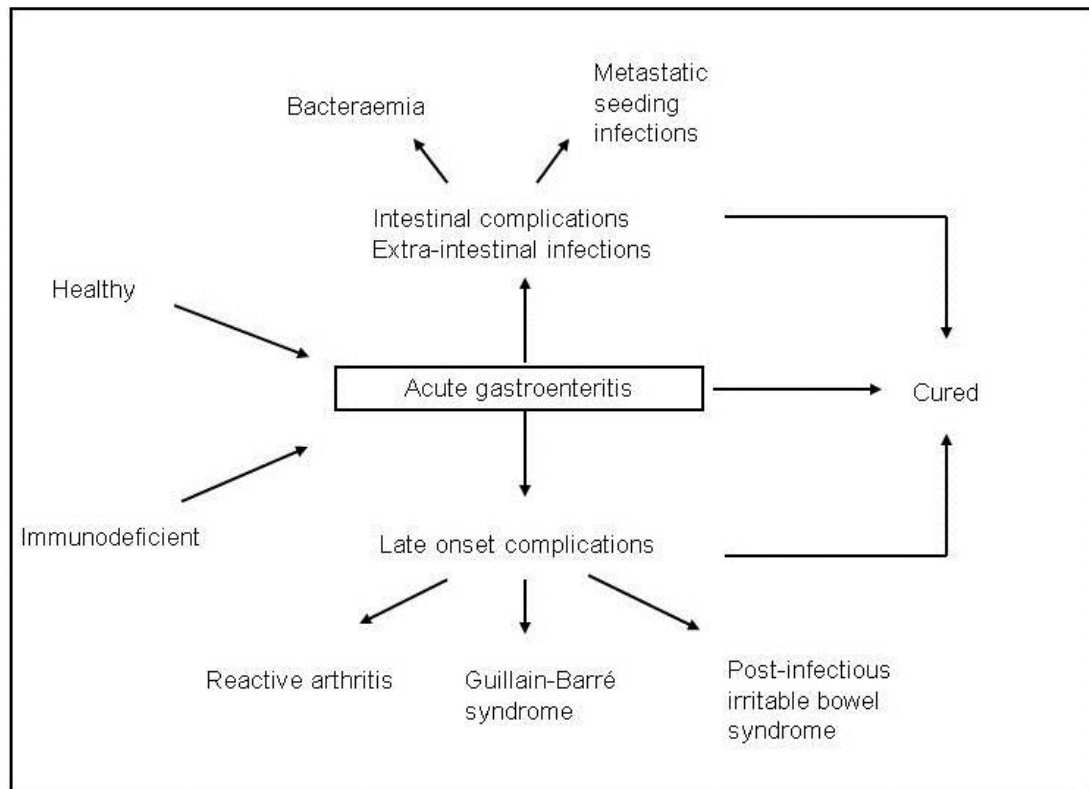 Metastatic
seeding
infections
Bacteraemia
Intestinal complications
Extra-intestinal infections
Healthy
Acute gastroenteritis
Cured
Immunodeficient
Late onset complications
Reactive arthritis
Guillain-Barré
syndrome
Post-infectious
irritable bowel
syndrome